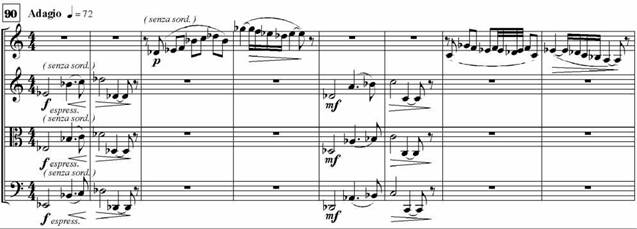 90 Adagio ♩ = 72
( senza sord. )
p
( senza sord. )
f espress. mf
( senza sord. )
f espress. mf
( senza sord. )
f espress. mf